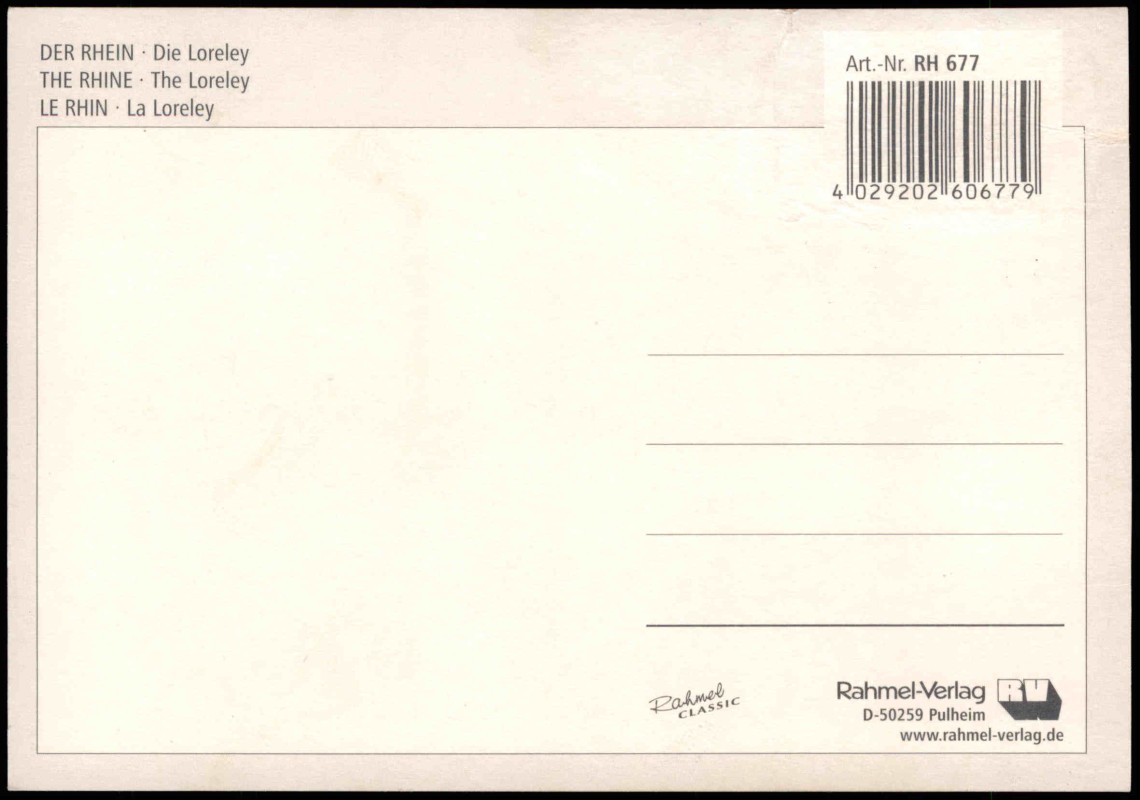 DER RHEIN · Die Loreley
THE RHINE · The Loreley
LE RHIN · La Loreley
Art.-Nr. RH 677
4 029202 606779
Rahmel
CLASSIC
Rahmel-Verlag
RV
D-50259 Pulheim
www.rahmel-verlag.de